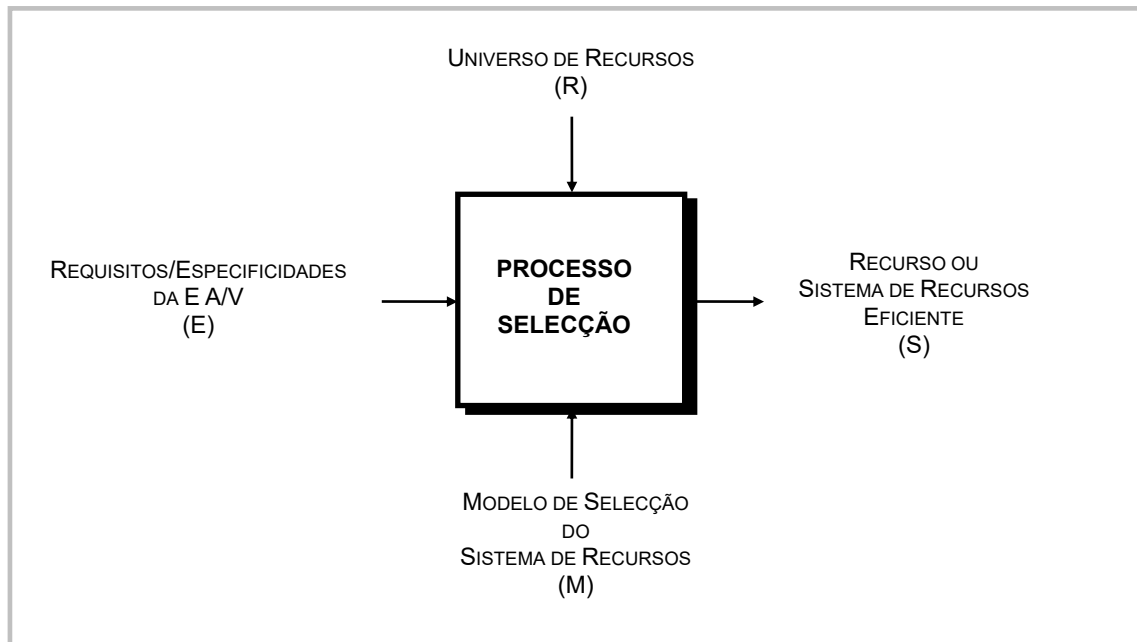 UNIVERSO DE RECURSOS
(R)
REQUISITOS/ESPECIFICIDADES
DA E A/V
(E)
PROCESSO
DE
SELECÇÃO
RECURSO OU
SISTEMA DE RECURSOS
EFICIENTE
(S)
MODELO DE SELECÇÃO
DO
SISTEMA DE RECURSOS
(M)